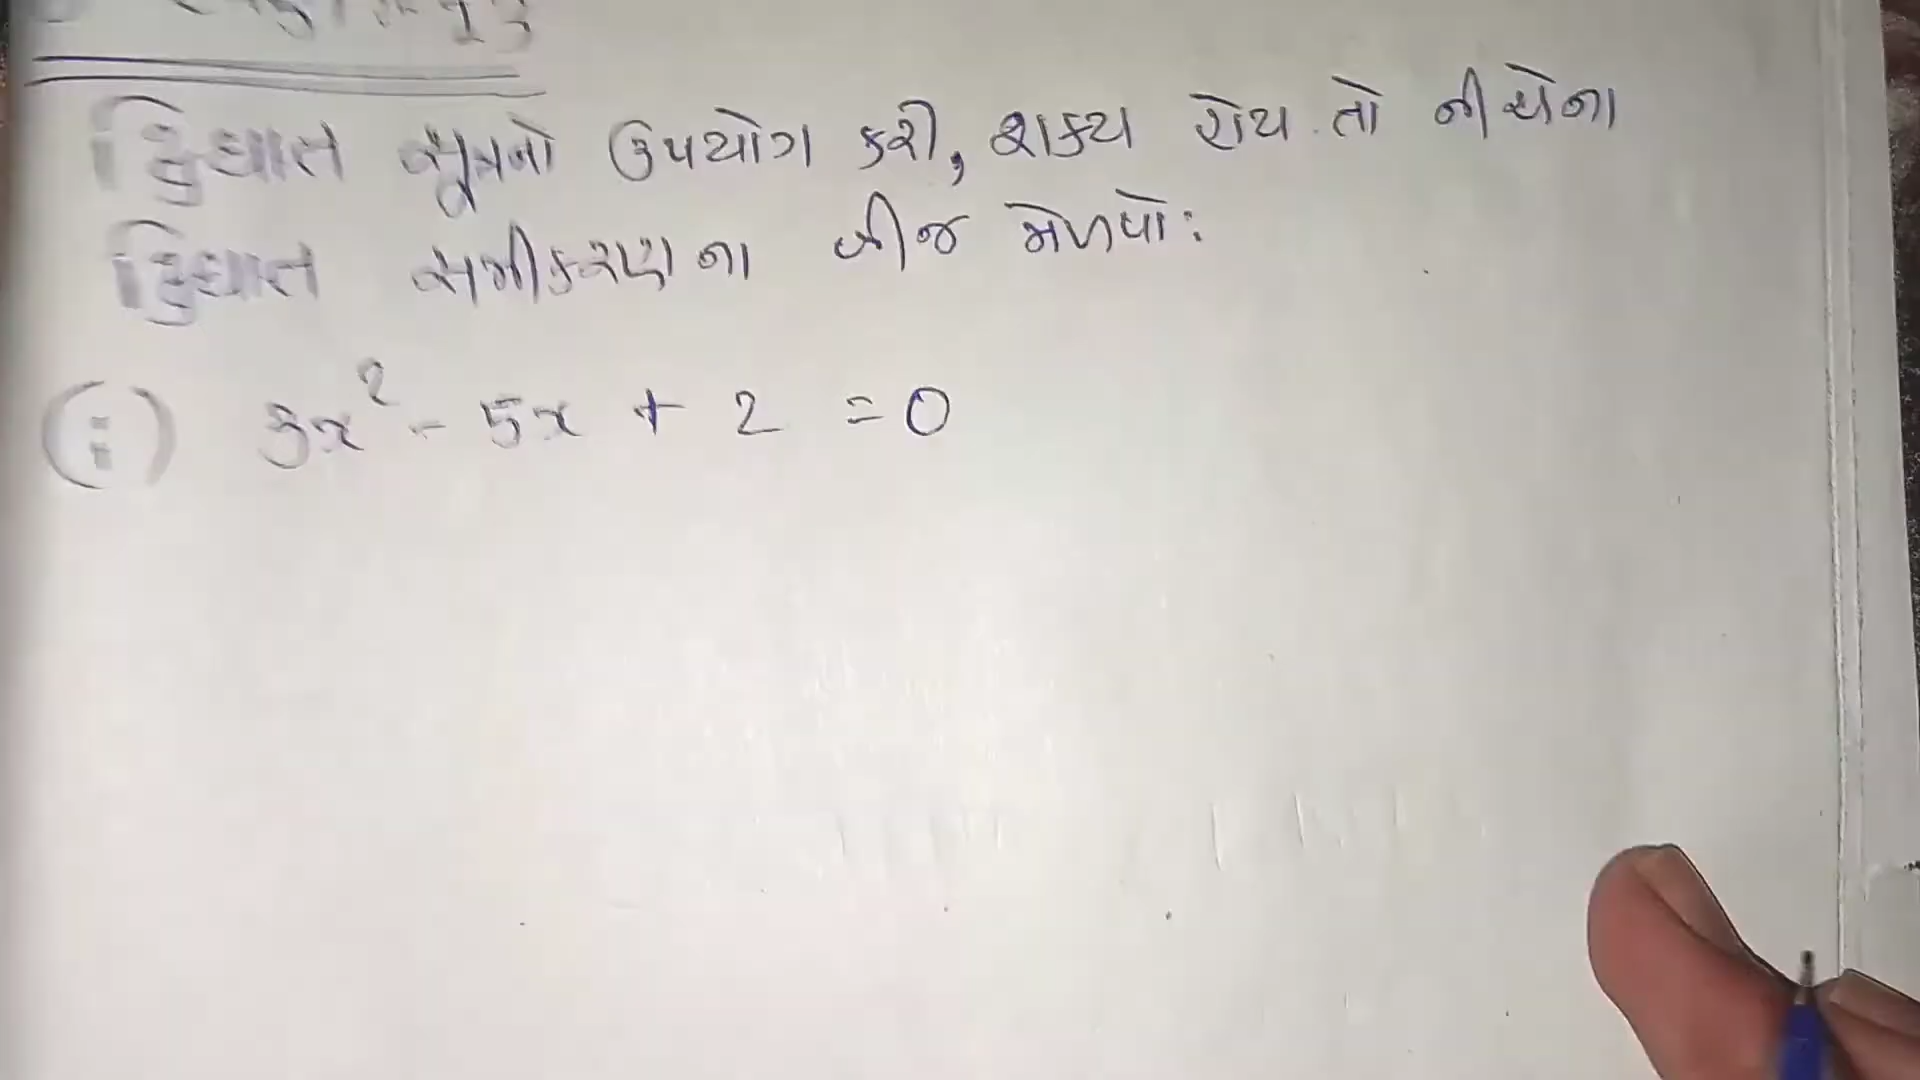 દ્વિઘાત સૂત્રનો ઉપયોગ કરી, શક્ય હોય તો નીચેના
દ્વિઘાત સમીકરણના બીજ મેળવો:
(i) 3x² - 5x + 2 = 0